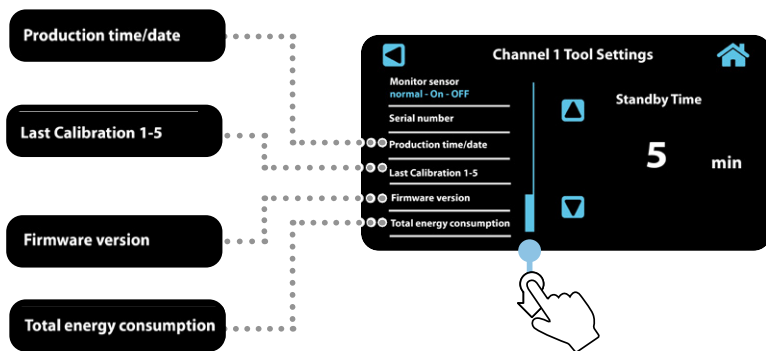 Production time/date
Last Calibration 1-5
Firmware version
Total energy consumption
Channel 1 Tool Settings
Monitor sensor
normal - On - OFF
Serial number
Production time/date
Last Calibration 1-5
Firmware version
Total energy consumption
Standby Time
5 min